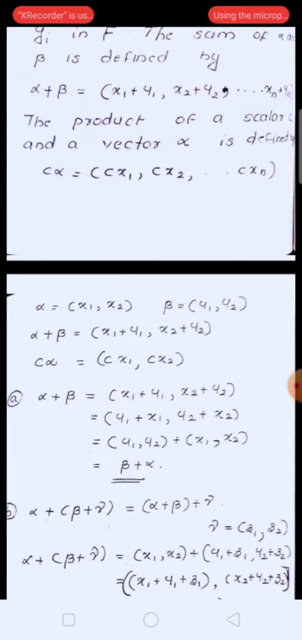 "XRecorder" is us..
Using the microp...
y₁ in F The sum of α
β is defined by
α+β = (x₁+y₁, x₂+y₂, .... xₙ+yₙ)
The product of a scalar c
and a vector α is defined
cα = (cx₁, cx₂, ... cxₙ)
α = (x₁, x₂) β = (y₁, y₂)
α+β = (x₁+y₁, x₂+y₂)
cα = (cx₁, cx₂)
(a) α+β = (x₁+y₁, x₂+y₂)
= (y₁+x₁, y₂+x₂)
= (y₁, y₂) + (x₁, x₂)
= β+α.
b) α+(β+γ) = (α+β)+γ
γ = (z₁, z₂)
α+(β+γ) = (x₁, x₂) + (y₁+z₁, y₂+z₂)
= [(x₁+y₁+z₁), (x₂+y₂+z₂)]